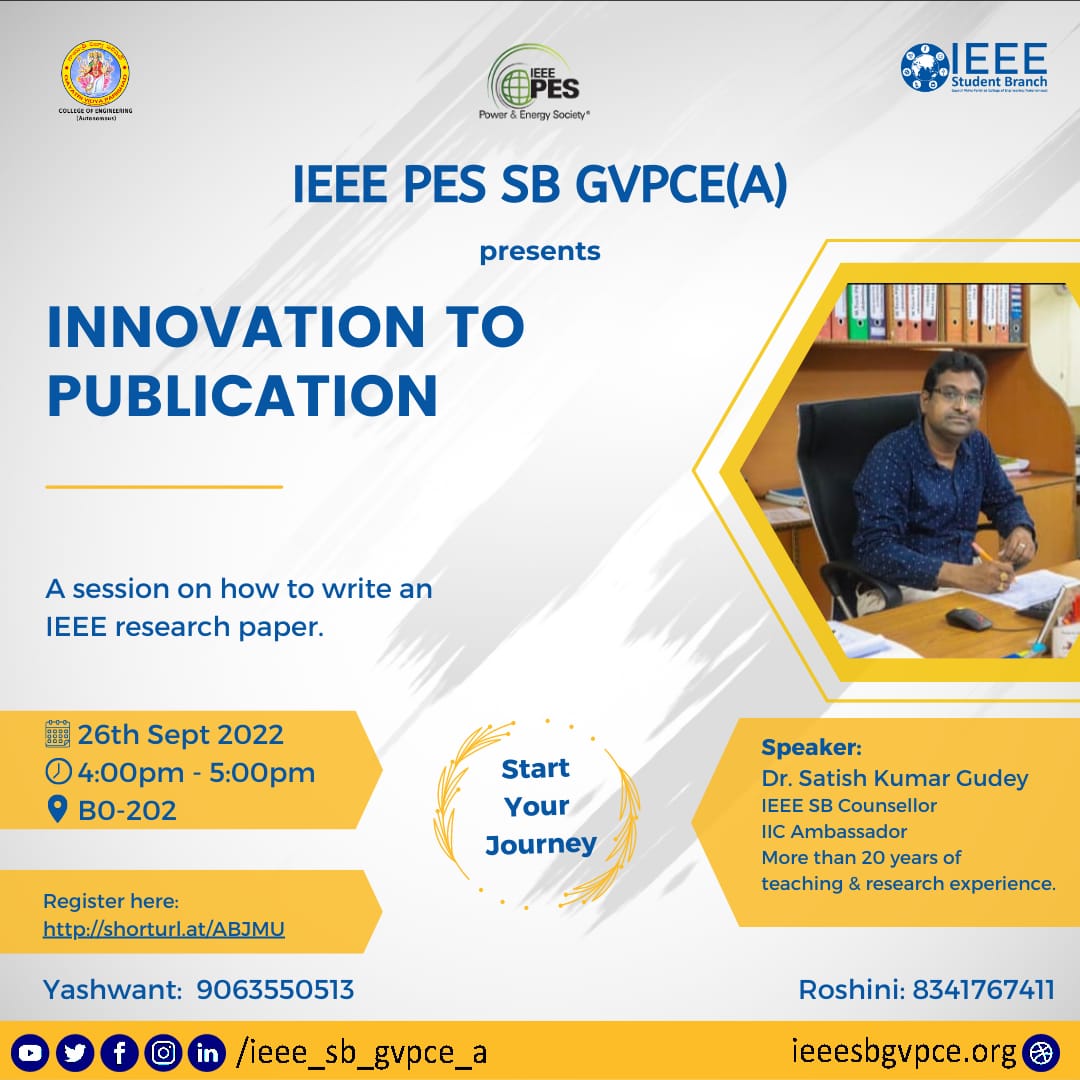 COLLEGE OF ENGINEERING
(Autonomous)
IEEE
PES
Power & Energy Society®
IEEE
Student Branch
IEEE PES SB GVPCE(A)
presents
INNOVATION TO
PUBLICATION
A session on how to write an
IEEE research paper.
26th Sept 2022
4:00pm - 5:00pm
B0-202
Start
Your
Journey
Speaker:
Dr. Satish Kumar Gudey
IEEE SB Counsellor
IIC Ambassador
More than 20 years of
teaching & research experience.
Register here:
http://shorturl.at/ABJMU
Yashwant: 9063550513
Roshini: 8341767411
/ieee_sb_gvpce_a
ieeesbgvpce.org